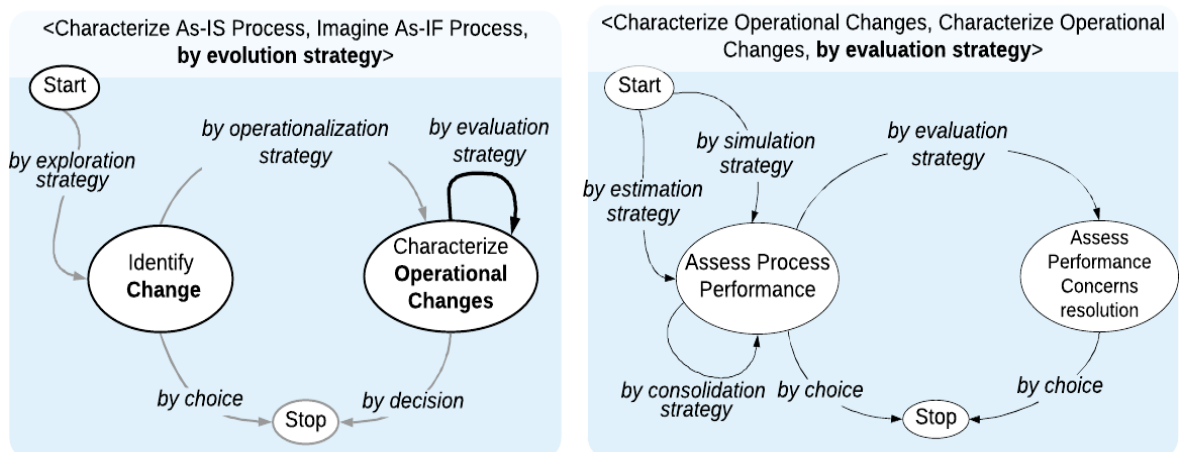 <Characterize As-IS Process, Imagine As-IF Process,
by evolution strategy>
Start
by operationalization
strategy
by evaluation
strategy
by exploration
strategy
Identify
Change
Characterize
Operational
Changes
by choice
by decision
Stop
<Characterize Operational Changes, Characterize Operational
Changes, by evaluation strategy>
Start
by simulation
strategy
by evaluation
strategy
by estimation
strategy
Assess Process
Performance
Assess
Performance
Concerns
resolution
by consolidation
strategy
by choice
by choice
Stop